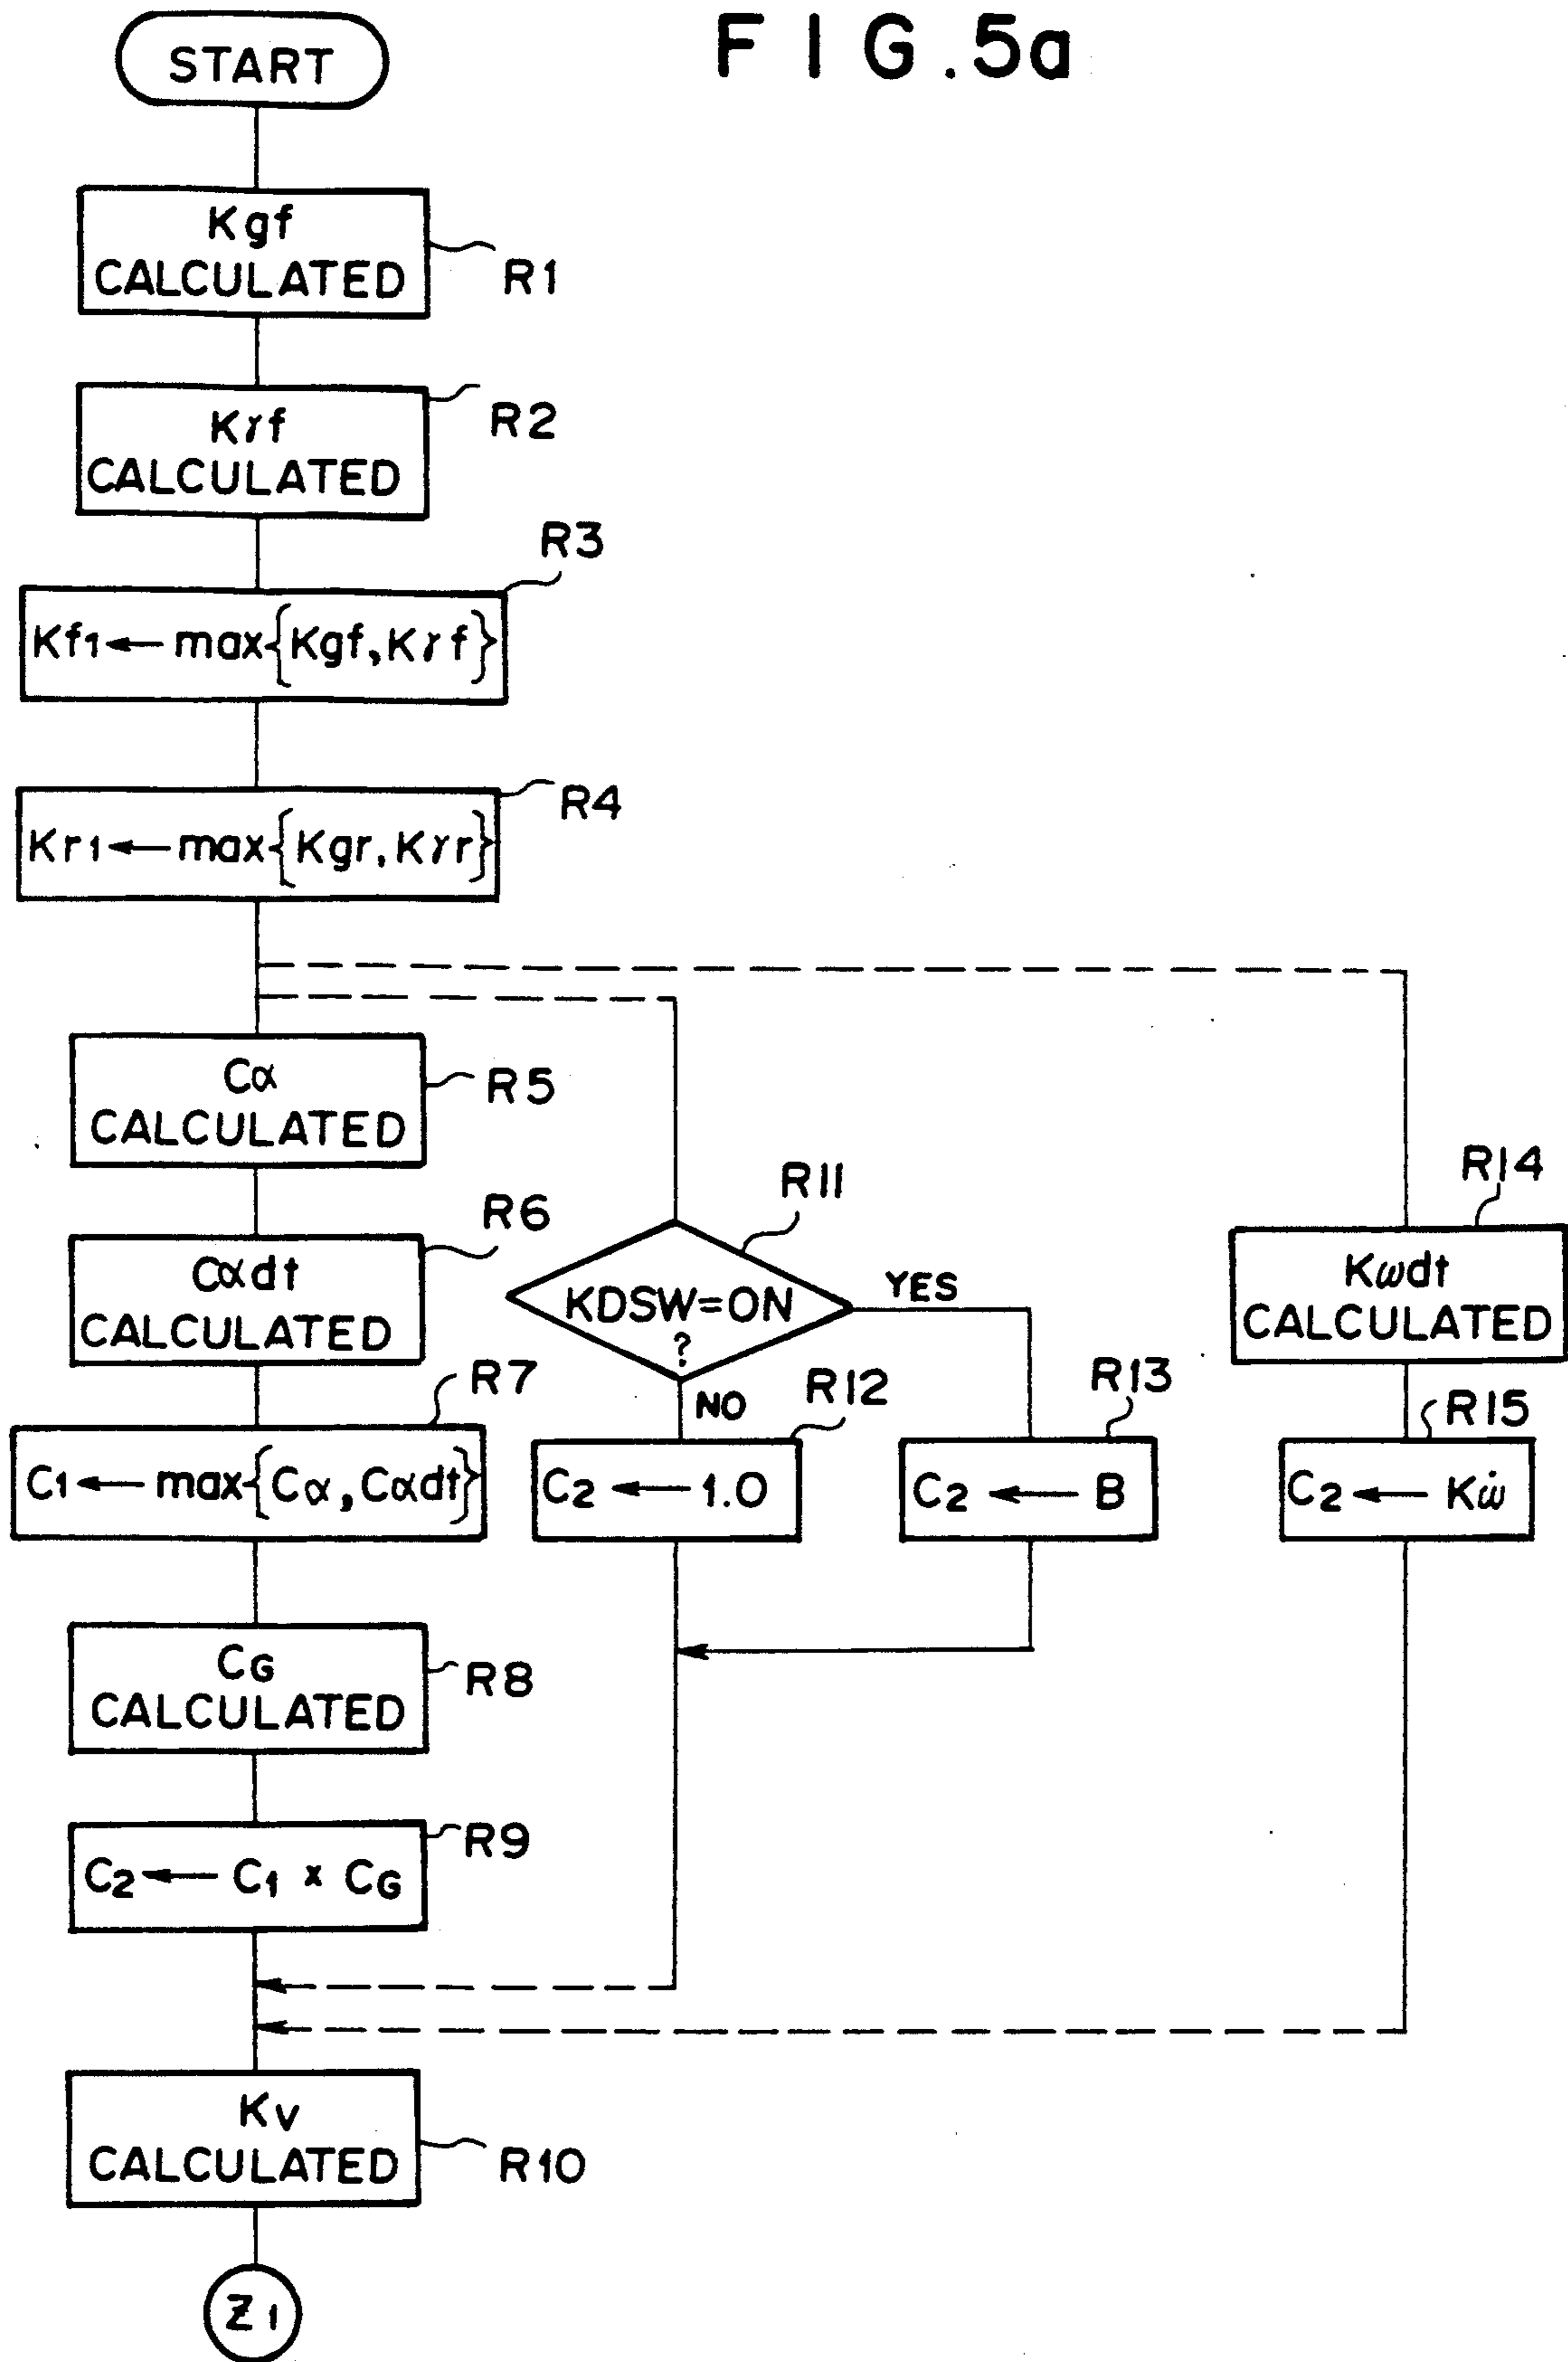 FIG.5a
START
Kgf
CALCULATED
R1
Kγf
CALCULATED
R2
R3
Kf1←max{Kgf,Kγf}
R4
Kr1←max{Kgr,Kγr}
Cα
CALCULATED
R5
R6
Cαdt
CALCULATED
R7
C1←max{Cα,Cαdt}
CG
CALCULATED
R8
R9
C2←C1 x CG
R11
KDSW=ON
?
YES
NO
R12
C2←1.0
R13
C2←B
R14
Kωdt
CALCULATED
R15
C2←Kω̇
Kv
CALCULATED
R10
Z1